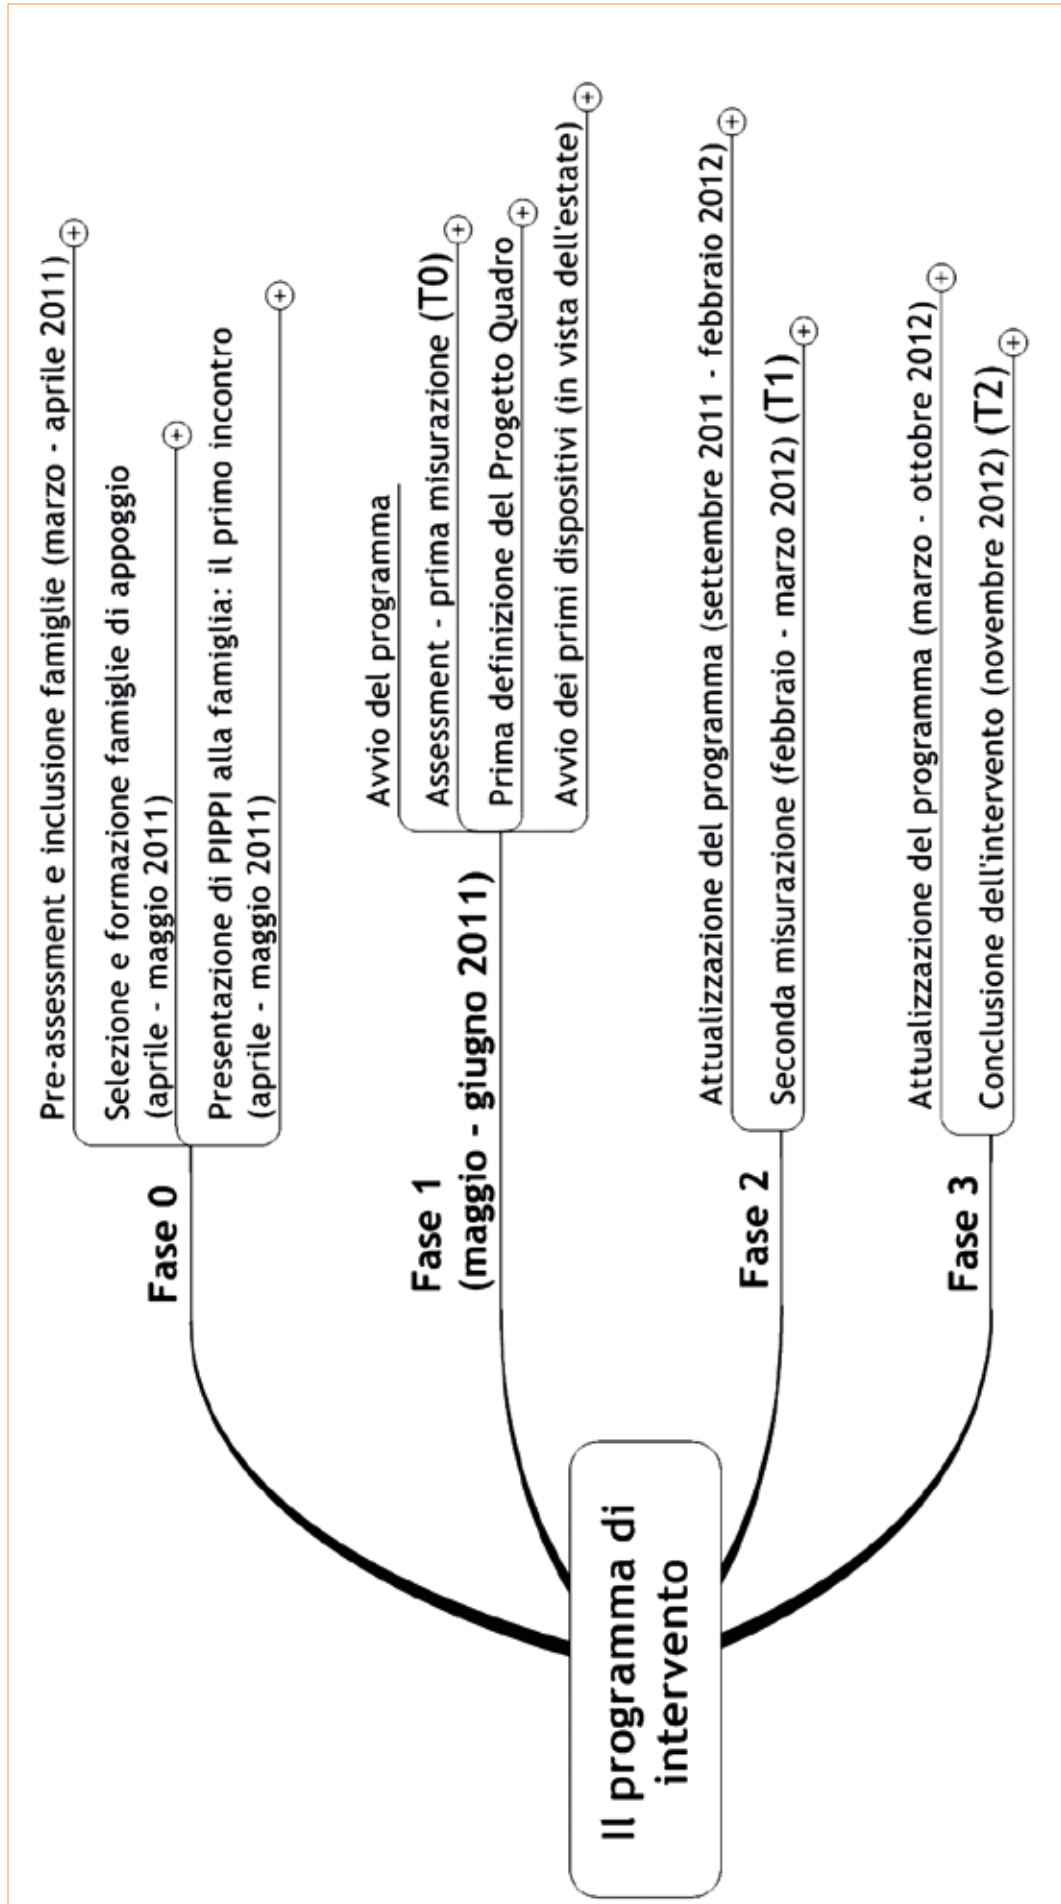 Il programma di
intervento
Fase 0
Pre-assessment e inclusione famiglie (marzo - aprile 2011)
Selezione e formazione famiglie di appoggio
(aprile - maggio 2011)
Presentazione di PIPPI alla famiglia: il primo incontro
(aprile - maggio 2011)
Fase 1
(maggio - giugno 2011)
Avvio del programma
Assessment - prima misurazione (T0)
Prima definizione del Progetto Quadro
Avvio dei primi dispositivi (in vista dell'estate)
Fase 2
Attualizzazione del programma (settembre 2011 - febbraio 2012)
Seconda misurazione (febbraio - marzo 2012) (T1)
Fase 3
Attualizzazione del programma (marzo - ottobre 2012)
Conclusione dell'intervento (novembre 2012) (T2)